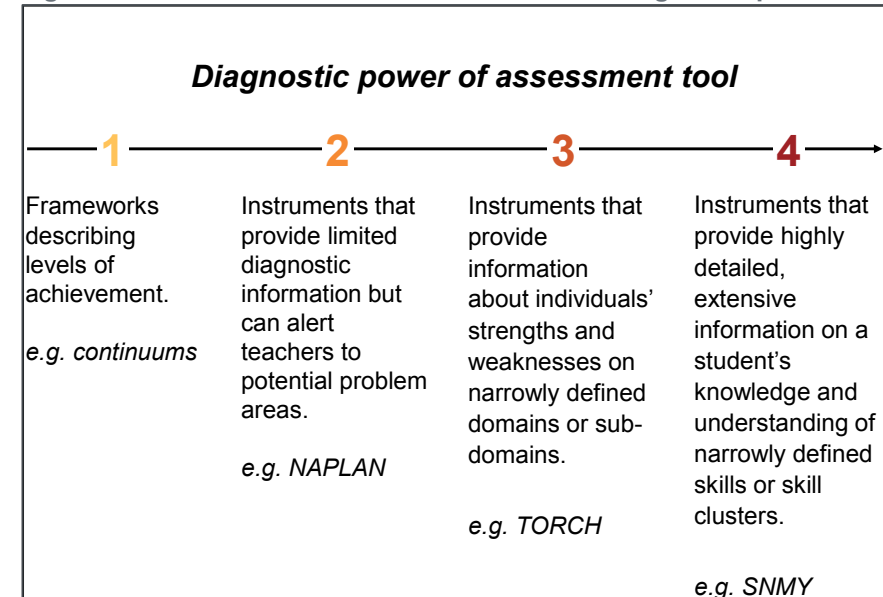 Diagnostic power of assessment tool
1 2 3 4
Frameworks
describing
levels of
achievement.
e.g. continuums
Instruments that
provide limited
diagnostic
information but
can alert
teachers to
potential problem
areas.
e.g. NAPLAN
Instruments that
provide
information
about individuals’
strengths and
weaknesses on
narrowly defined
domains or sub-
domains.
e.g. TORCH
Instruments that
provide highly
detailed,
extensive
information on a
student’s
knowledge and
understanding of
narrowly defined
skills or skill
clusters.
e.g. SNMY